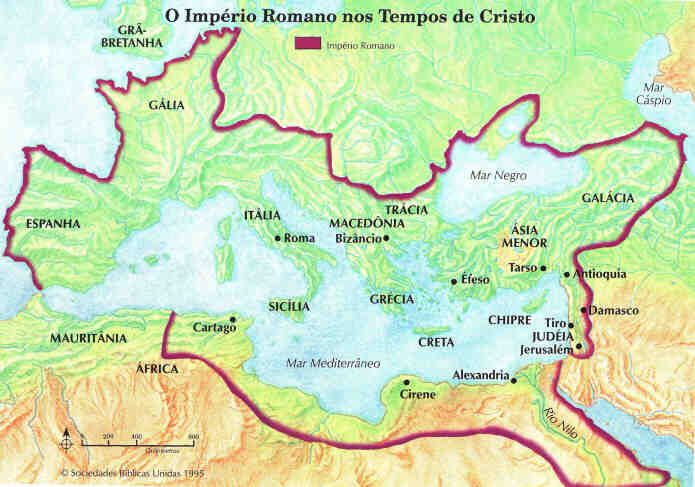 O Império Romano nos Tempos de Cristo
Império Romano
GRÃ-
BRETANHA
Mar
Cáspio
GÁLIA
Mar Negro
GALÁCIA
ESPANHA
ITÁLIA
Roma
TRÁCIA
MACEDÔNIA
Bizâncio
ÁSIA
MENOR
Tarso
Antioquia
Éfeso
SICÍLIA
GRÉCIA
CHIPRE
Damasco
Tiro
JUDÉIA
Jerusalém
CRETA
Cartago
MAURITÂNIA
ÁFRICA
Mar Mediterrâneo
Alexandria
Cirene
Rio Nilo
0 200 400 600
Quilômetros
© Sociedades Bíblicas Unidas 1995